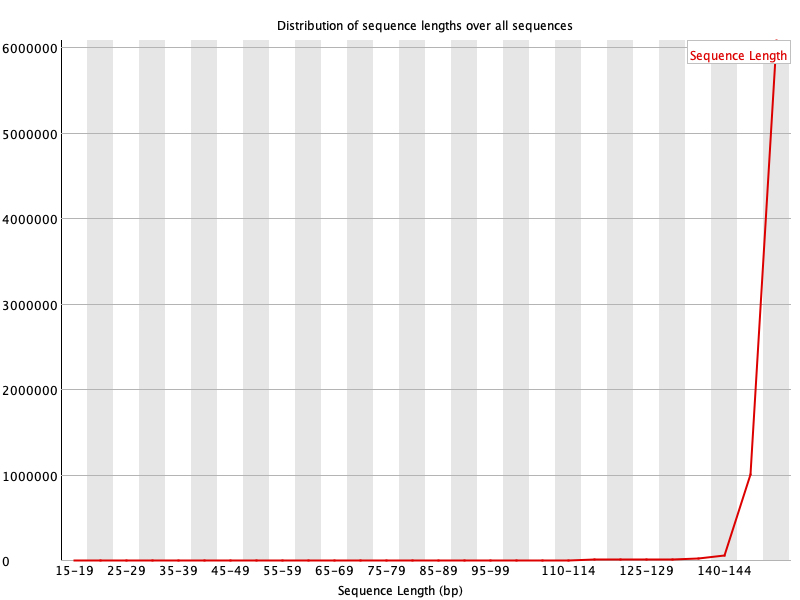 Distribution of sequence lengths over all sequences
Sequence Length
6000000
5000000
4000000
3000000
2000000
1000000
0
15-19 25-29 35-39 45-49 55-59 65-69 75-79 85-89 95-99 110-114 125-129 140-144
Sequence Length (bp)